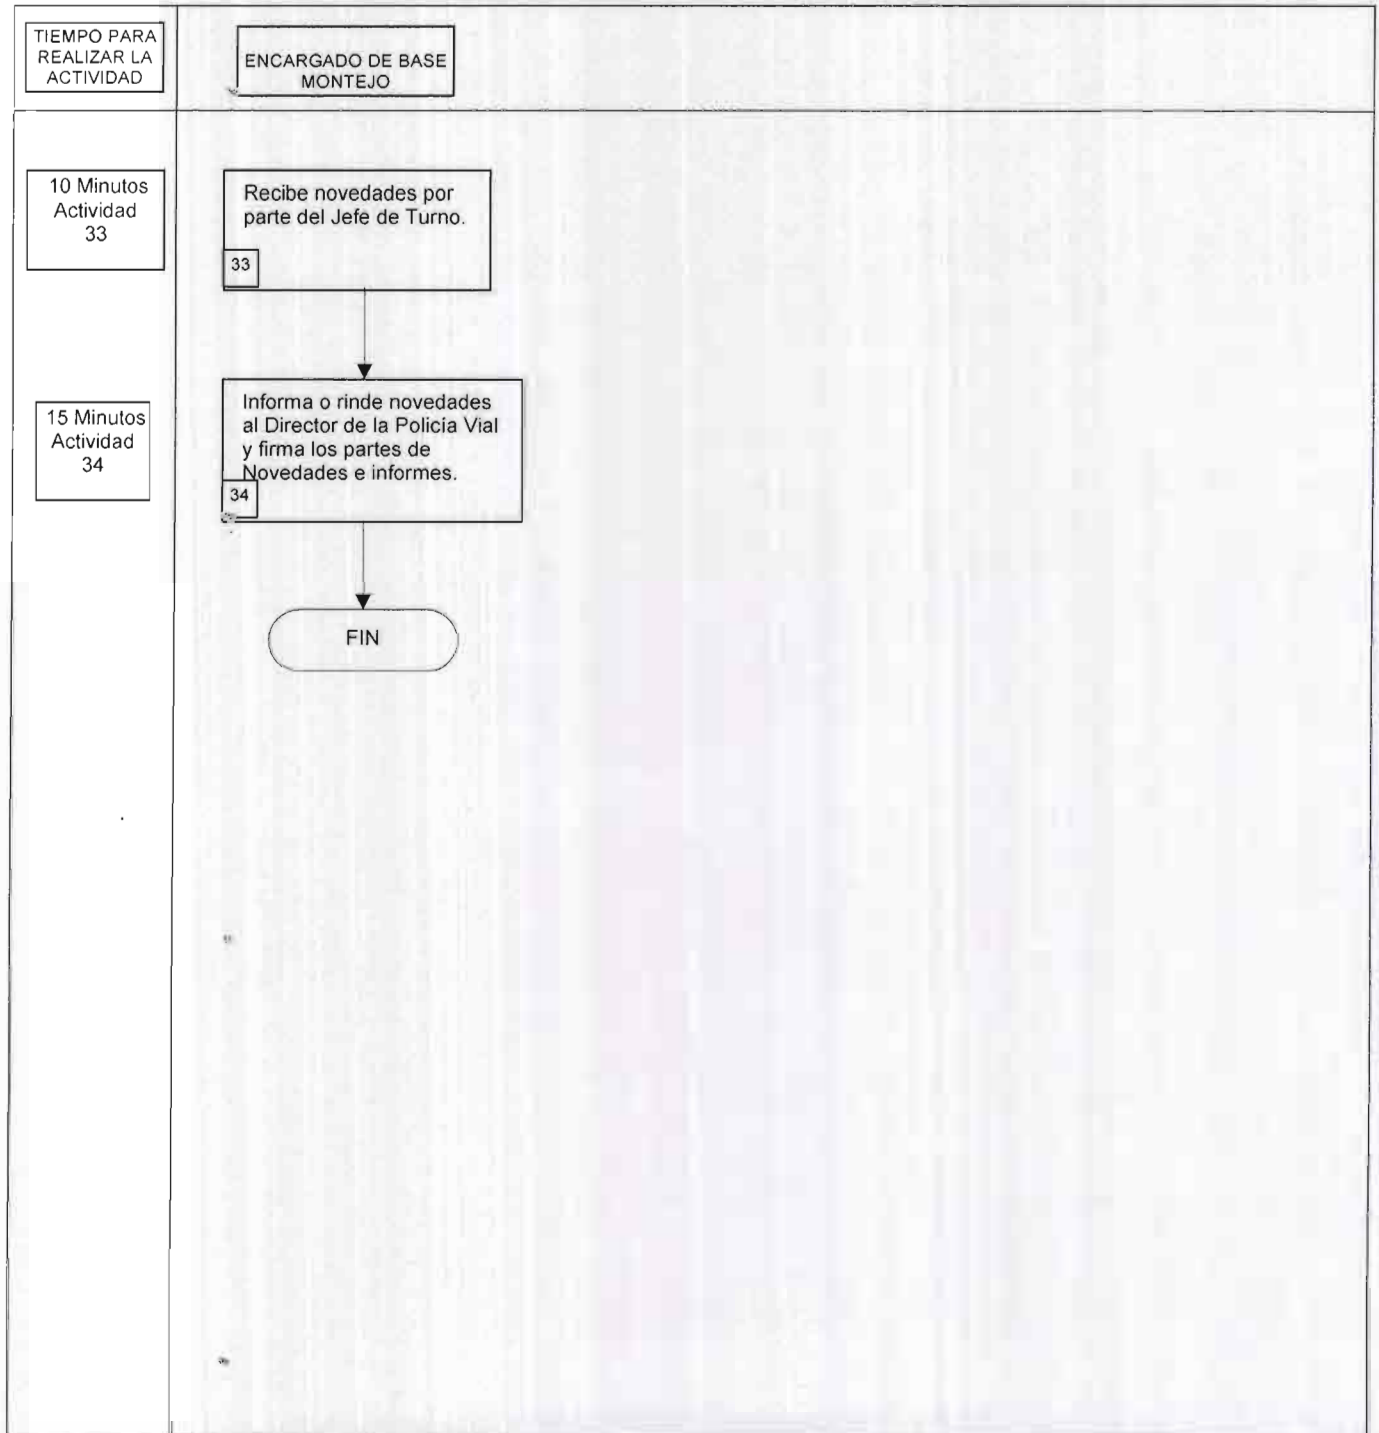 TIEMPO PARA
REALIZAR LA
ACTIVIDAD
ENCARGADO DE BASE
MONTEJO
10 Minutos
Actividad
33
Recibe novedades por
parte del Jefe de Turno.
33
15 Minutos
Actividad
34
Informa o rinde novedades
al Director de la Policía Vial
y firma los partes de
Novedades e informes.
34
FIN